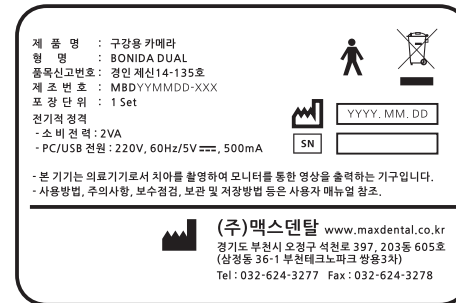 제 품 명 : 구강용 카메라
형 명 : BONIDA DUAL
품목신고번호 : 경인 제신14-135호
제 조 번 호 : MBDYYMMDD-XXX
포 장 단 위 : 1 Set
전기적 정격
- 소 비 전 력 : 2VA
- PC/USB 전원 : 220V, 60Hz/5V ⎓, 500mA
YYYY. MM. DD
SN
- 본 기기는 의료기기로서 치아를 촬영하여 모니터를 통한 영상을 출력하는 기구입니다.
- 사용방법, 주의사항, 보수점검, 보관 및 저장방법 등은 사용자 매뉴얼 참조.
(주)맥스덴탈 www.maxdental.co.kr
경기도 부천시 오정구 석천로 397, 203동 605호
(삼정동 36-1 부천테크노파크 쌍용3차)
Tel : 032-624-3277 Fax : 032-624-3278